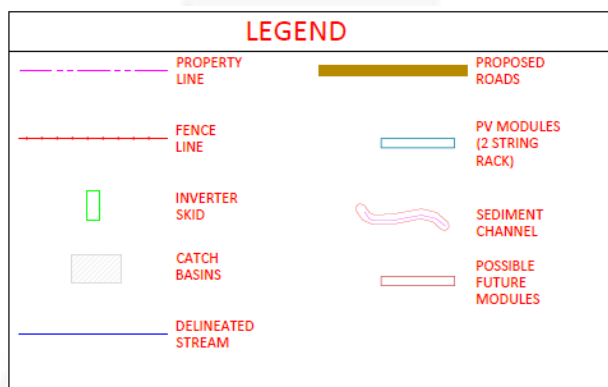 LEGEND
PROPERTY
LINE
FENCE
LINE
INVERTER
SKID
CATCH
BASINS
DELINEATED
STREAM
PROPOSED
ROADS
PV MODULES
(2 STRING
RACK)
SEDIMENT
CHANNEL
POSSIBLE
FUTURE
MODULES